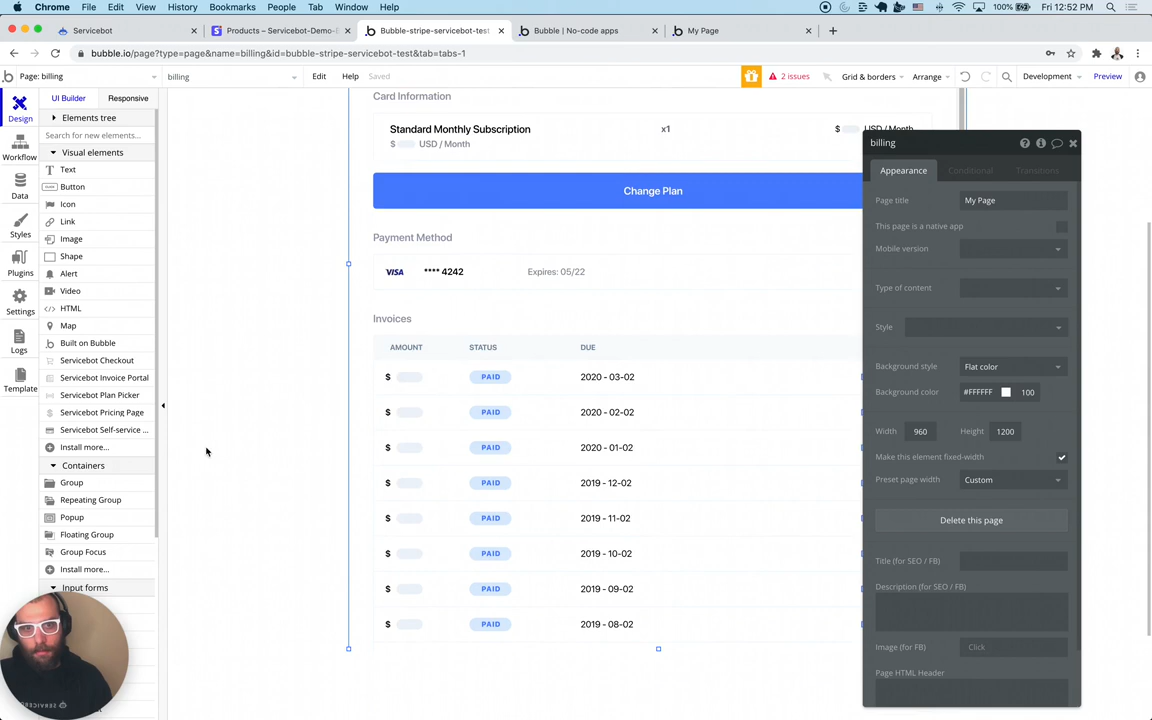 Chrome File Edit View History Bookmarks People Tab Window Help 100% Fri 12:52 PM
Servicebot
Products – Servicebot-Demo-E
Bubble-stripe-servicebot-test
Bubble | No-code apps
My Page
bubble.io/page?type=page&name=billing&id=bubble-stripe-servicebot-test&tab=tabs-1
Page: billing billing Edit Help Saved 2 issues Grid & borders Arrange Development Preview
Design
Workflow
Data
Styles
Plugins
Settings
Logs
Template
UI Builder Responsive
Elements tree
Search for new elements...
Visual elements
Text
Button
Icon
Link
Image
Shape
Alert
Video
HTML
Map
Built on Bubble
Servicebot Checkout
Servicebot Invoice Portal
Servicebot Plan Picker
Servicebot Pricing Page
Servicebot Self-service ...
Install more...
Containers
Group
Repeating Group
Popup
Floating Group
Group Focus
Install more...
Input forms
Card Information
Standard Monthly Subscription x1 $ USD / Month
$ USD / Month
Change Plan
Payment Method
VISA **** 4242 Expires: 05/22
Invoices
AMOUNT STATUS DUE
$ PAID 2020 - 03-02
$ PAID 2020 - 02-02
$ PAID 2020 - 01-02
$ PAID 2019 - 12-02
$ PAID 2019 - 11-02
$ PAID 2019 - 10-02
$ PAID 2019 - 09-02
$ PAID 2019 - 08-02
billing
Appearance Conditional Transitions
Page title My Page
This page is a native app
Mobile version
Type of content
Style
Background style Flat color
Background color #FFFFFF 100
Width 960 Height 1200
Make this element fixed-width
Preset page width Custom
Delete this page
Title (for SEO / FB)
Description (for SEO / FB)
Image (for FB) Click
Page HTML Header